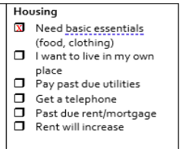 Housing
☒ Need basic essentials
(food, clothing)
☐ I want to live in my own
place
☐ Pay past due utilities
☐ Get a telephone
☐ Past due rent/mortgage
☐ Rent will increase